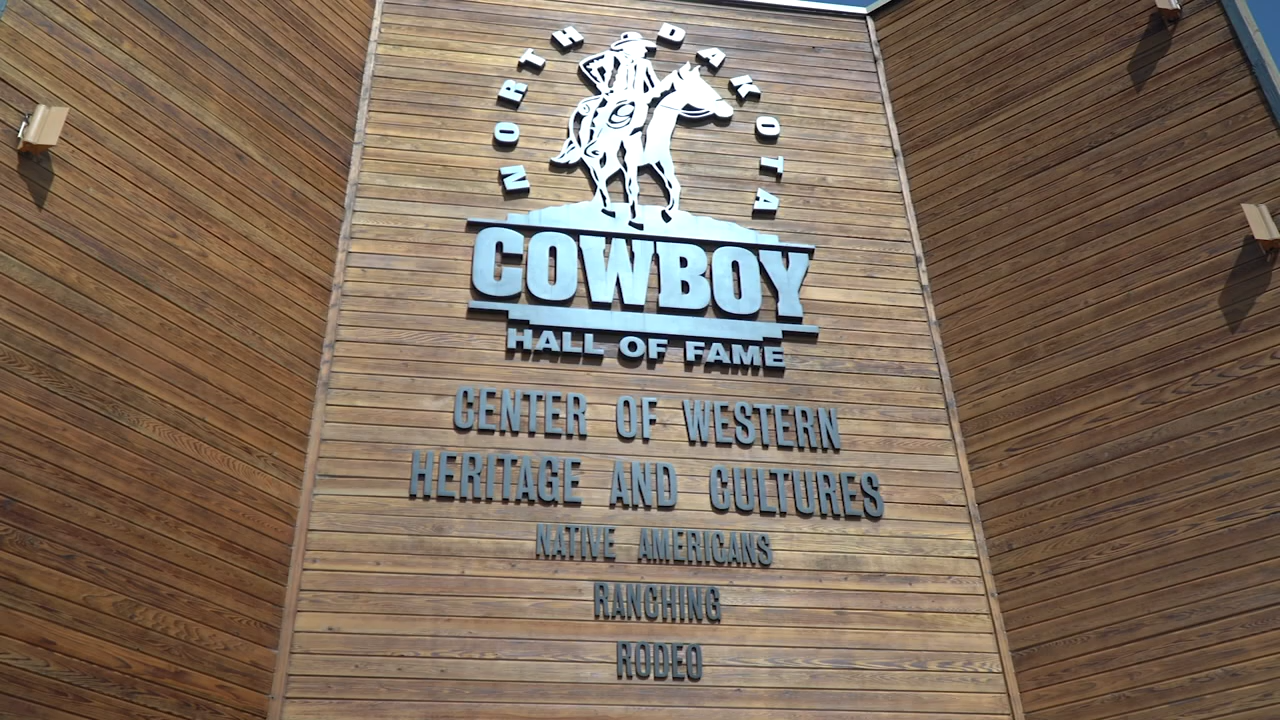 NORTH DAKOTA
COWBOY
HALL OF FAME
CENTER OF WESTERN
HERITAGE AND CULTURES
NATIVE AMERICANS
RANCHING
RODEO